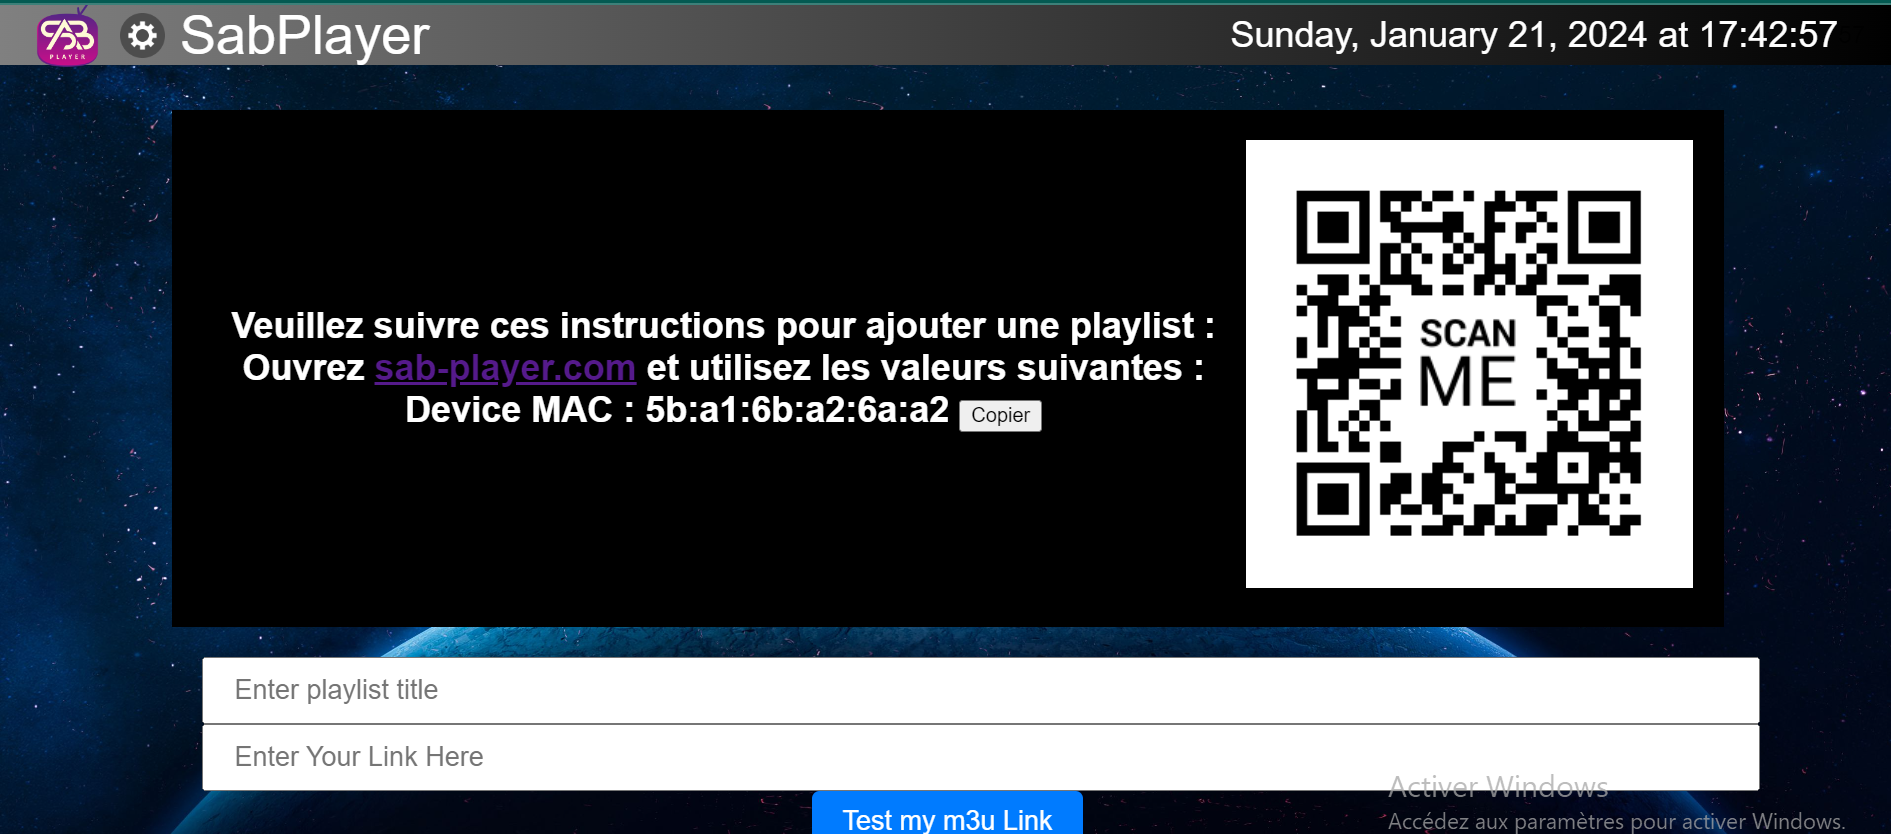 SAB
PLAYER
SabPlayer
Sunday, January 21, 2024 at 17:42:57
Veuillez suivre ces instructions pour ajouter une playlist :
Ouvrez sab-player.com et utilisez les valeurs suivantes :
Device MAC : 5b:a1:6b:a2:6a:a2 Copier
SCAN
ME
Enter playlist title
Enter Your Link Here
Test my m3u Link
Activer Windows
Accédez aux paramètres pour activer Windows.